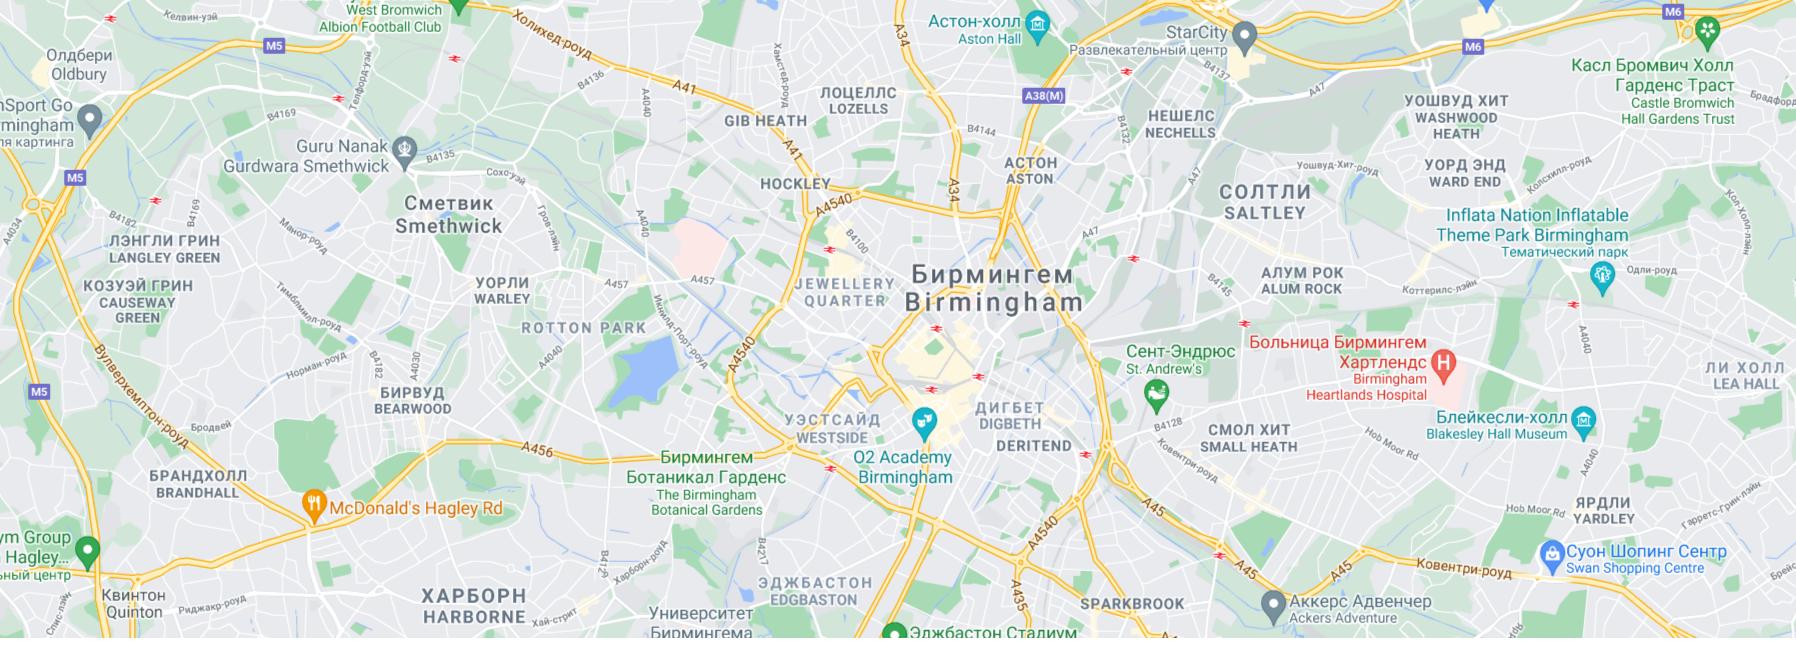 West Bromwich
Albion Football Club
Келвин-уэй
M5
Холихед-роуд
A34
Астон-холл
Aston Hall
StarCity
Развлекательный центр
M6
M6
Олдбери
Oldbury
Телфорд-роуд
B4136
A41
A4040
Хамстед-роуд
ЛОЦЕЛЛС
LOZELLS
A38(M)
B4137
A47
УОШВУД ХИТ
WASHWOOD
HEATH
Касл Бромвич Холл
Гарденс Траст
Castle Bromwich
Hall Gardens Trust
Брадфорд
nSport Go
rmingham
ля картинга
B4169
GIB HEATH
B4144
НЕШЕЛС
NECHELLS
B4132
Guru Nanak
Gurdwara Smethwick
B4135
A41
АСТОН
ASTON
УОРД ЭНД
WARD END
Уошвуд-Хит-роуд
Колсхилл-роуд
M5
Сохо-уэй
HOCKLEY
A4540
A34
A47
СОЛТЛИ
SALTLEY
Сметвик
Smethwick
B4182
B4169
A4034
Манор-роуд
Гров-лейн
A4040
B4100
A47
Inflata Nation Inflatable
Theme Park Birmingham
Тематический парк
Кол-Холл-лэйн
ЛЭНГЛИ ГРИН
LANGLEY GREEN
КОЗУЭЙ ГРИН
CAUSEWAY
GREEN
УОРЛИ
WARLEY
A457
A457
JEWELLERY
QUARTER
Бирмингем
Birmingham
B4145
АЛУМ РОК
ALUM ROCK
Коттерилс-лэйн
Одли-роуд
Тимбмилл-роуд
ROTTON PARK
Икнилд-Порт-роуд
A4040
A4540
Вулверхемптон-роуд
Норман-роуд
B4182
A4030
Сент-Эндрюс
St. Andrew's
Больница Бирмингем
Хартлендс
Birmingham
Heartlands Hospital
A4040
ЛИ ХОЛЛ
LEA HALL
M5
БИРВУД
BEARWOOD
Бродвей
УЭСТСАЙД
WESTSIDE
ДИГБЕТ
DIGBETH
DERITEND
B4128
СМОЛ ХИТ
SMALL HEATH
Блейкесли-холл
Blakesley Hall Museum
Hob Moor Rd
A4040
A456
Бирмингем
Ботаникал Гарденс
The Birmingham
Botanical Gardens
O2 Academy
Birmingham
Ковентри-роуд
БРАНДХОЛЛ
BRANDHALL
McDonald's Hagley Rd
A45
Hob Moor Rd
ЯРДЛИ
YARDLEY
Гарретс-Грин-лэйн
ym Group
Hagley...
ный центр
A4540
B4217
B4129
Харборн-роуд
A45
A45
Ковентри-роуд
Суон Шопинг Сентр
Swan Shopping Centre
Квинтон
Quinton
Риджакр-роуд
Спис-лэйн
ХАРБОРН
HARBORNE
Хай-стрит
ЭДЖБАСТОН
EDGBASTON
Университет
Бирмингема
A435
Эджбастон Стадиум
SPARKBROOK
Аккерс Адвенчер
Ackers Adventure